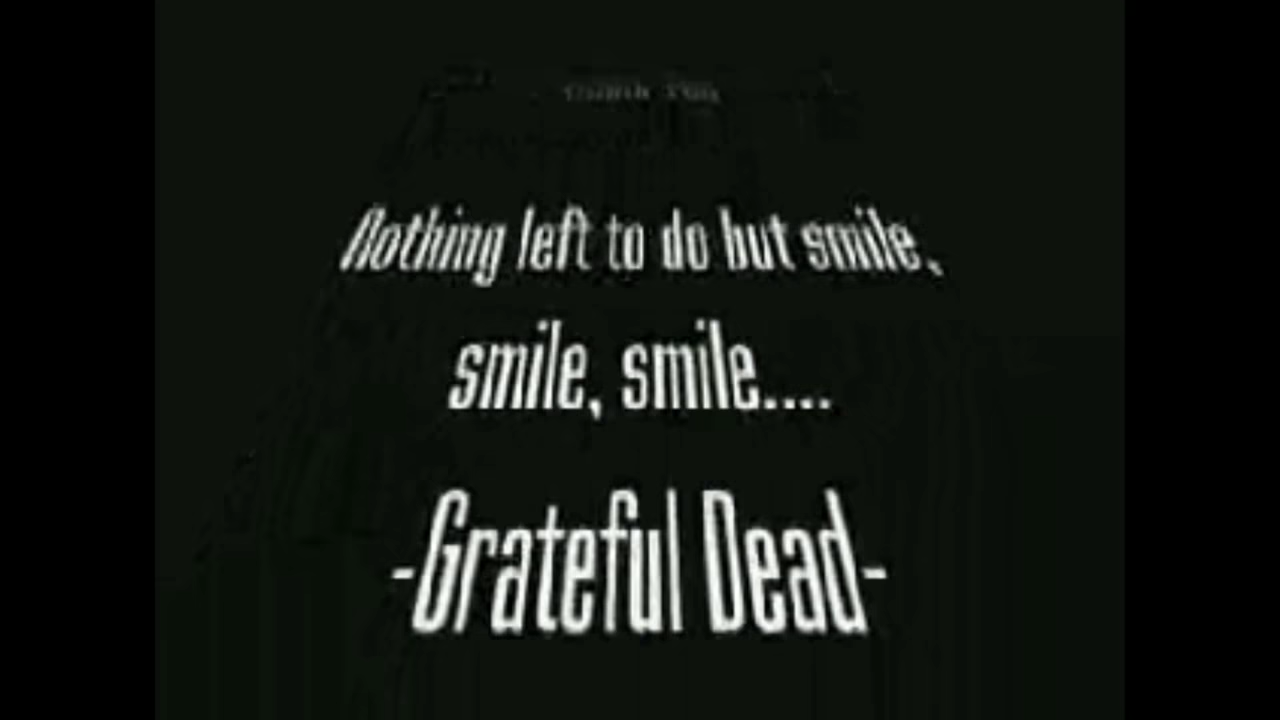 Nothing left to do but smile,
smile, smile....
-Grateful Dead-